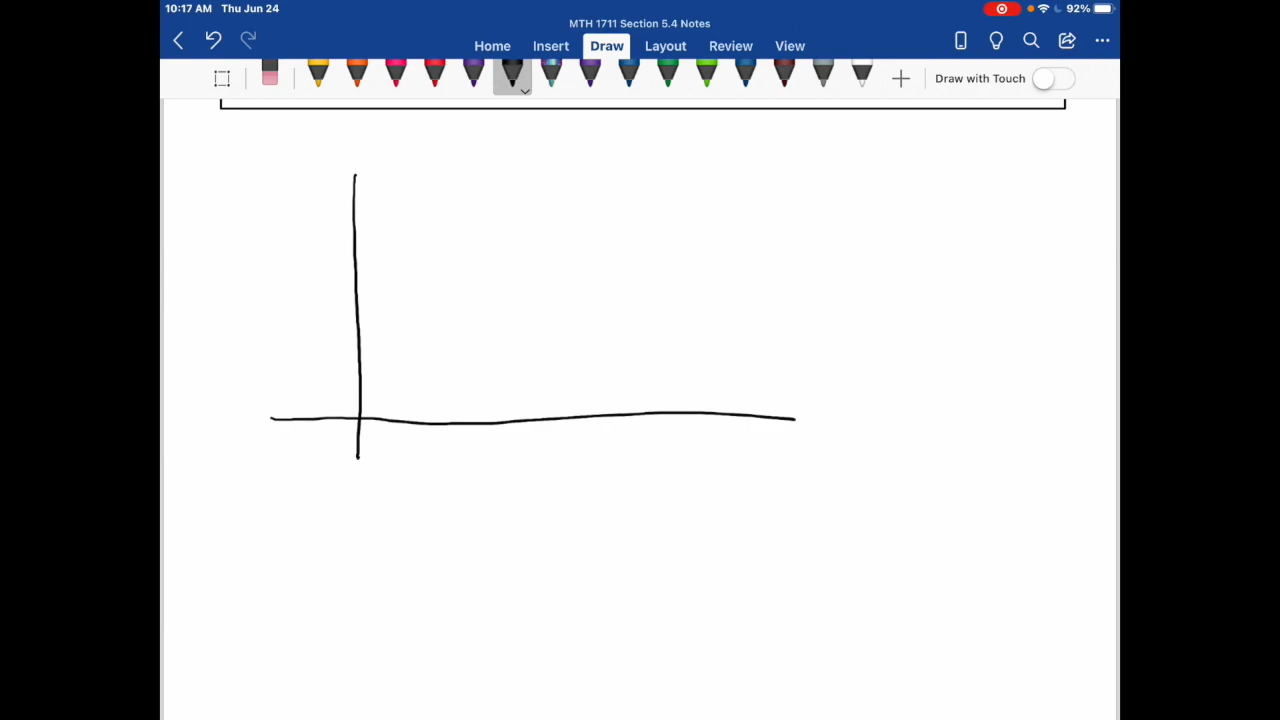 10:17 AM Thu Jun 24
92%
MTH 1711 Section 5.4 Notes
Home Insert Draw Layout Review View
Draw with Touch